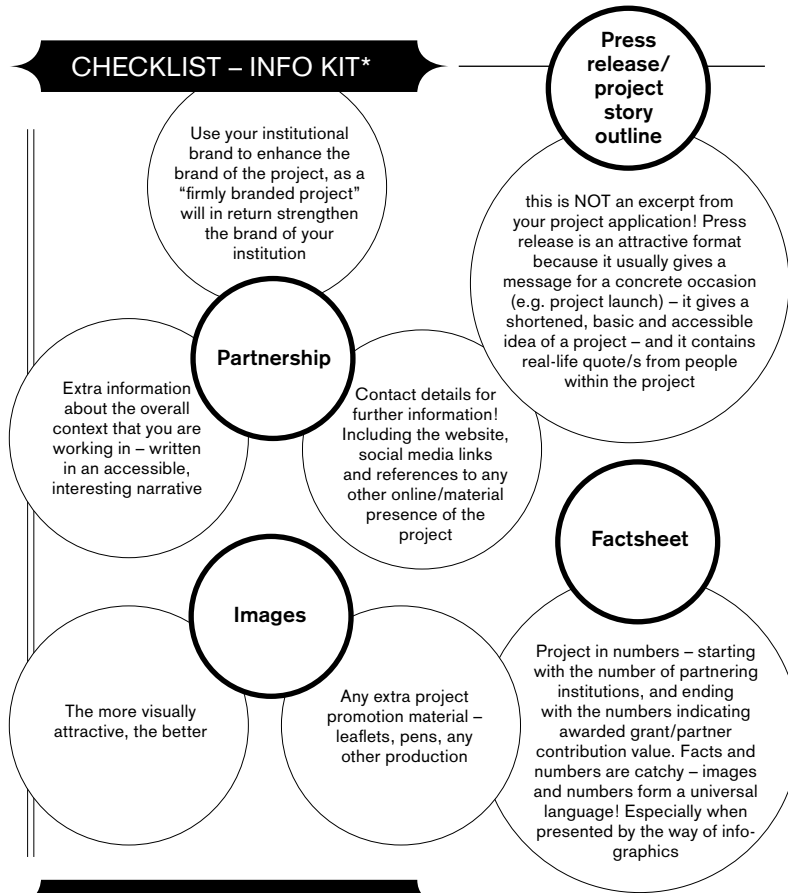 CHECKLIST – INFO KIT*
Press
release/
project
story
outline
Use your institutional
brand to enhance the
brand of the project, as a
“firmly branded project”
will in return strengthen
the brand of your
institution
this is NOT an excerpt from
your project application! Press
release is an attractive format
because it usually gives a
message for a concrete occasion
(e.g. project launch) – it gives a
shortened, basic and accessible
idea of a project – and it contains
real-life quote/s from people
within the project
Partnership
Extra information
about the overall
context that you are
working in – written
in an accessible,
interesting narrative
Contact details for
further information!
Including the website,
social media links
and references to any
other online/material
presence of the
project
Factsheet
Images
Project in numbers – starting
with the number of partnering
institutions, and ending
with the numbers indicating
awarded grant/partner
contribution value. Facts and
numbers are catchy – images
and numbers form a universal
language! Especially when
presented by the way of info-
graphics
The more visually
attractive, the better
Any extra project
promotion material –
leaflets, pens, any
other production